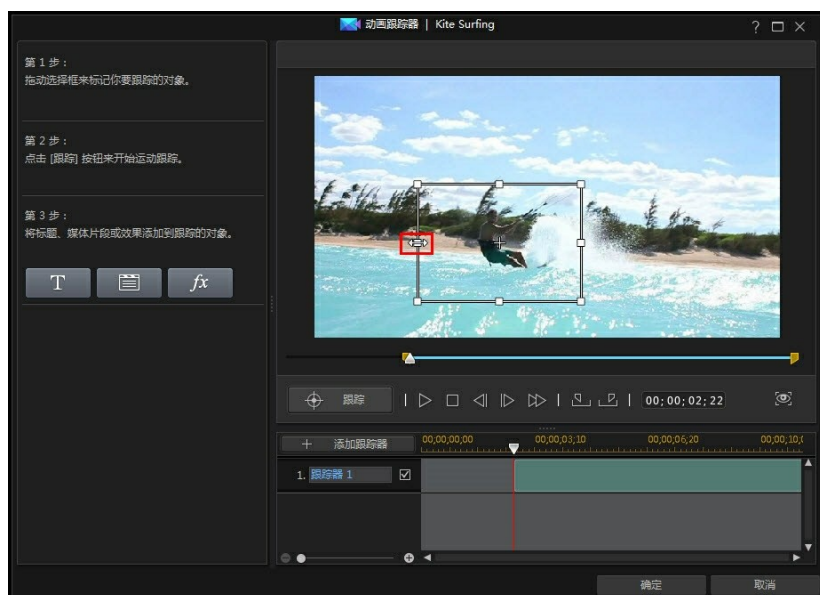 动画跟踪器 | Kite Surfing
第 1 步：
拖动选择框来标记你要跟踪的对象。
第 2 步：
点击 [跟踪] 按钮来开始运动跟踪。
第 3 步：
将标题、媒体片段或效果添加到跟踪的对象。
T
fx
跟踪
00;00;02;22
添加跟踪器
00;00;00;00 00;00;03;10 00;00;06;20 00;00;10;
1. 跟踪器 1
确定 取消